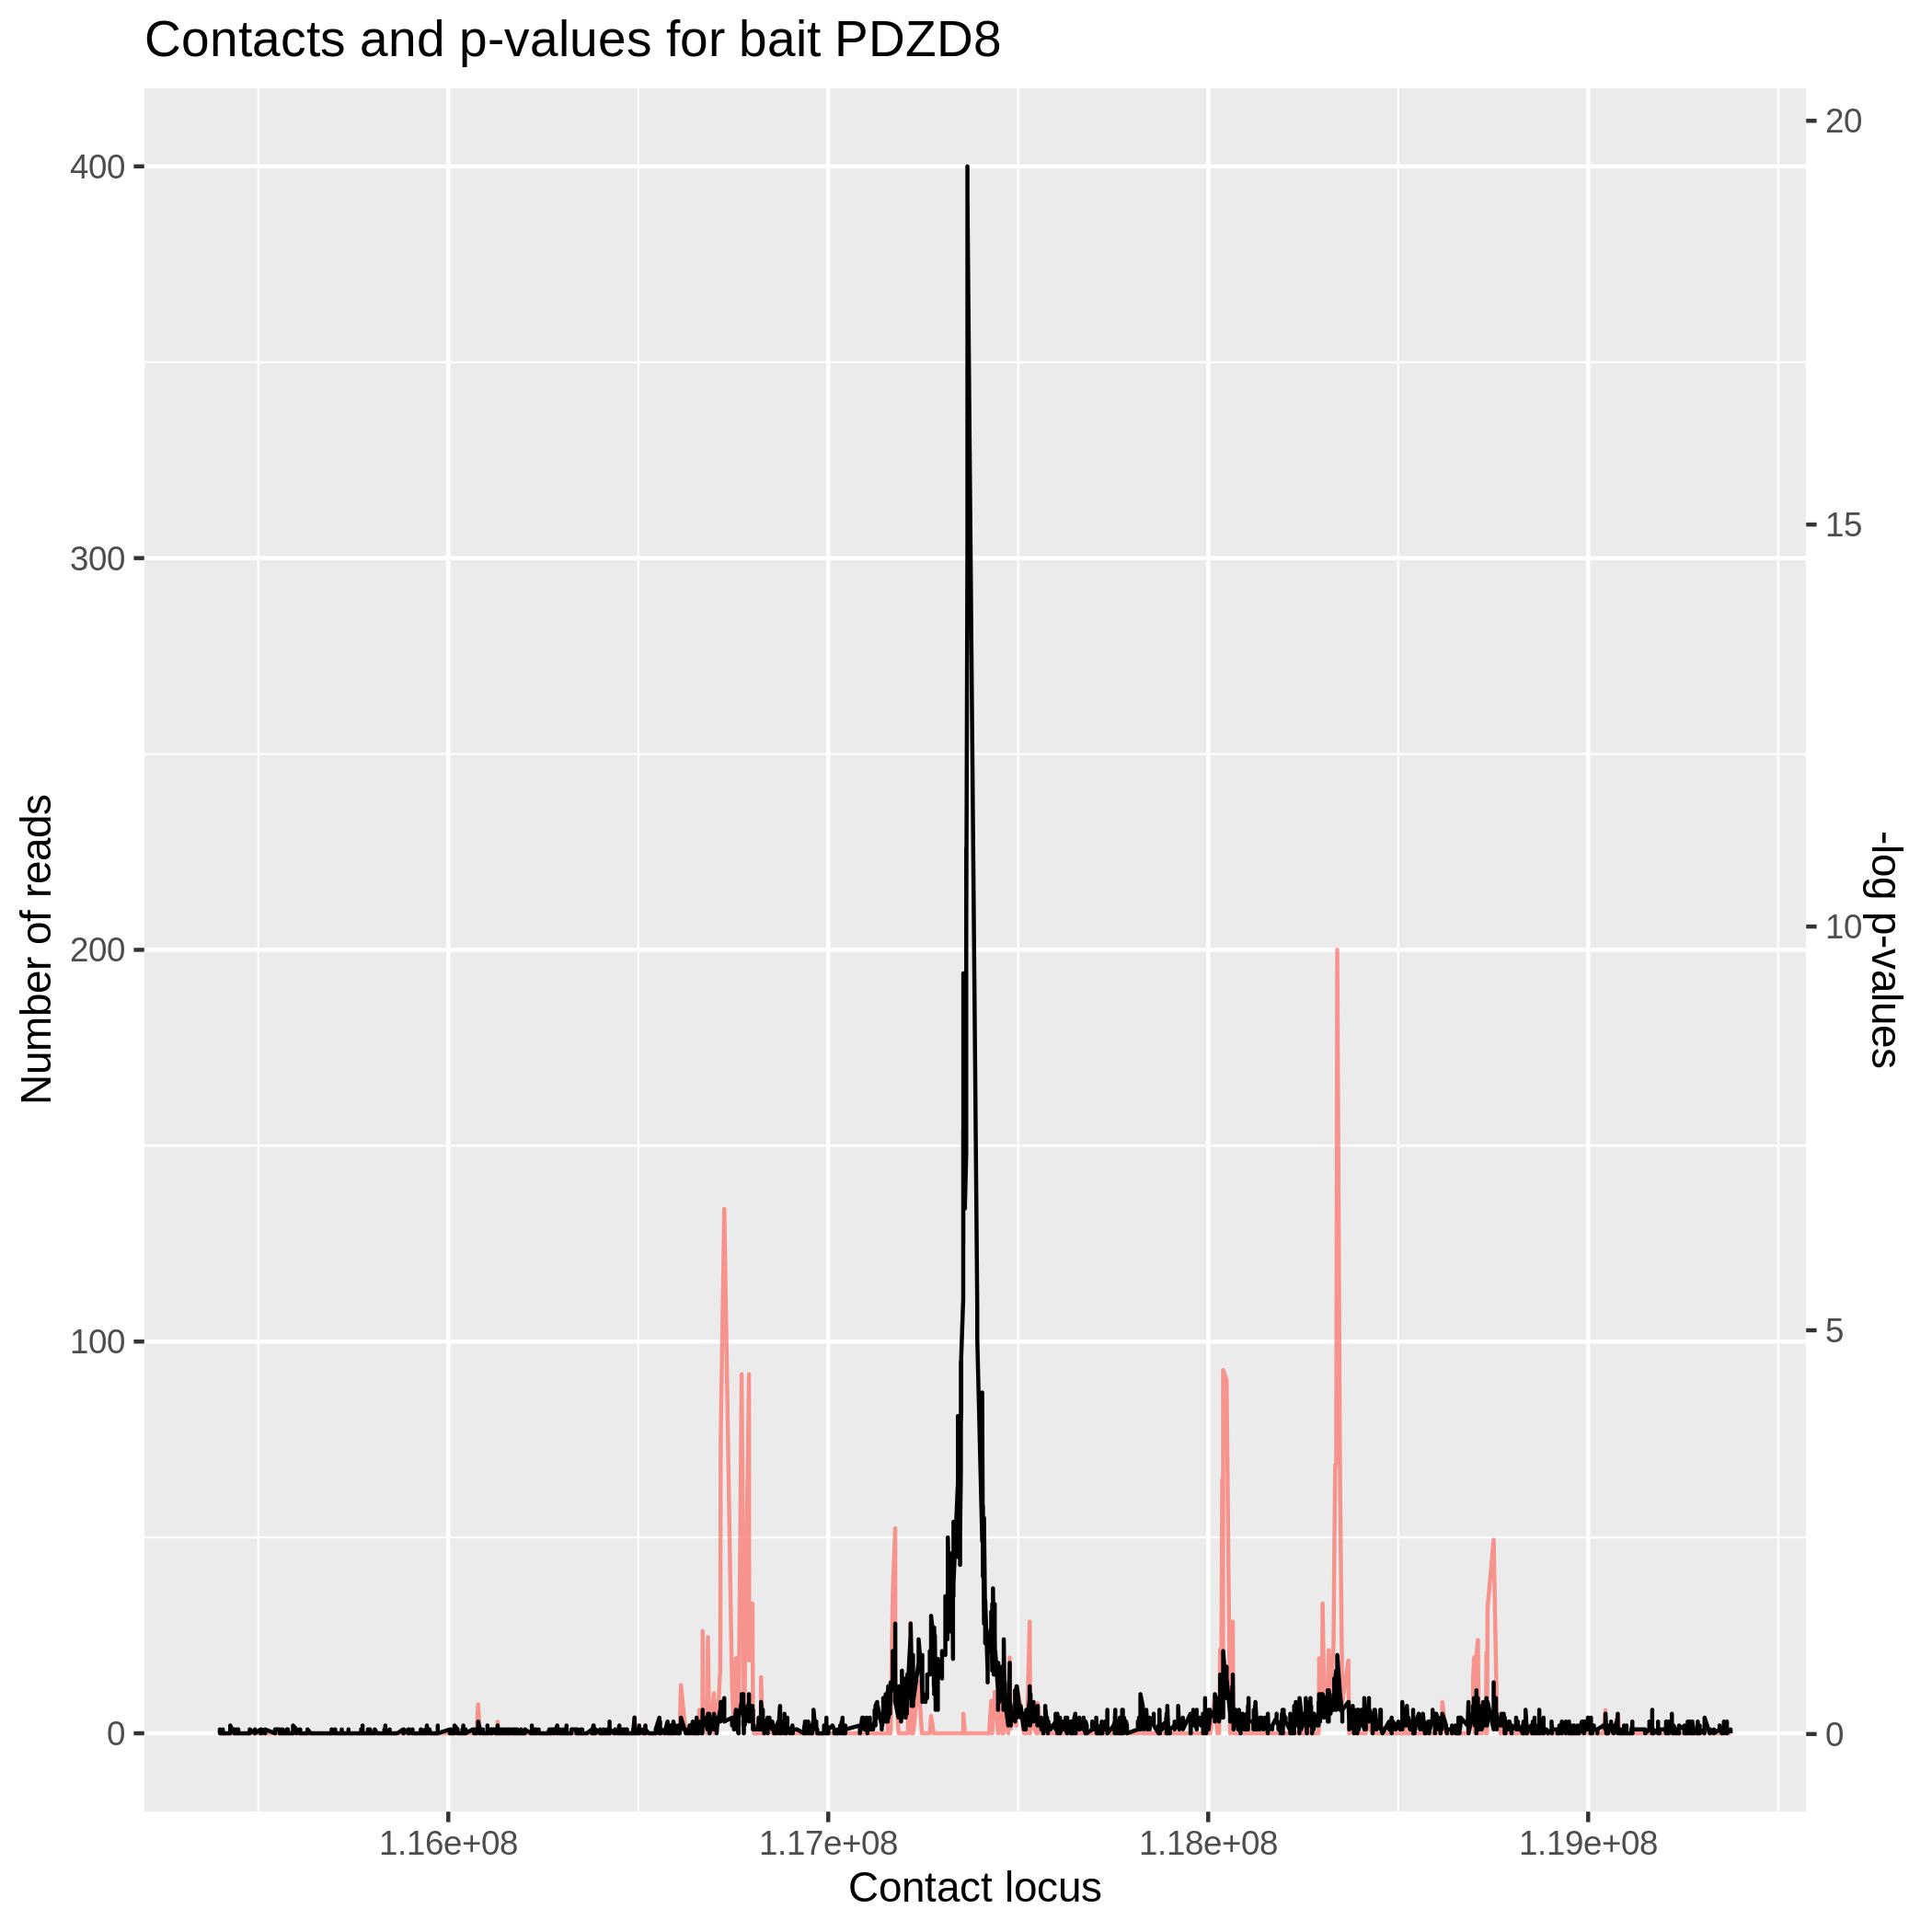 Contacts and p-values for bait PDZD8
20
400
15
300
10
200
5
100
0
0
Number of reads
-log p-values
1.16e+08
1.17e+08
1.18e+08
1.19e+08
Contact locus